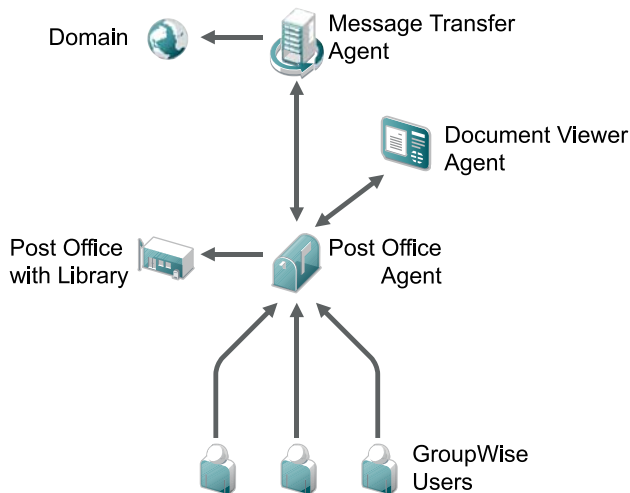 Domain
Message Transfer
Agent
Document Viewer
Agent
Post Office
with Library
Post Office
Agent
GroupWise
Users